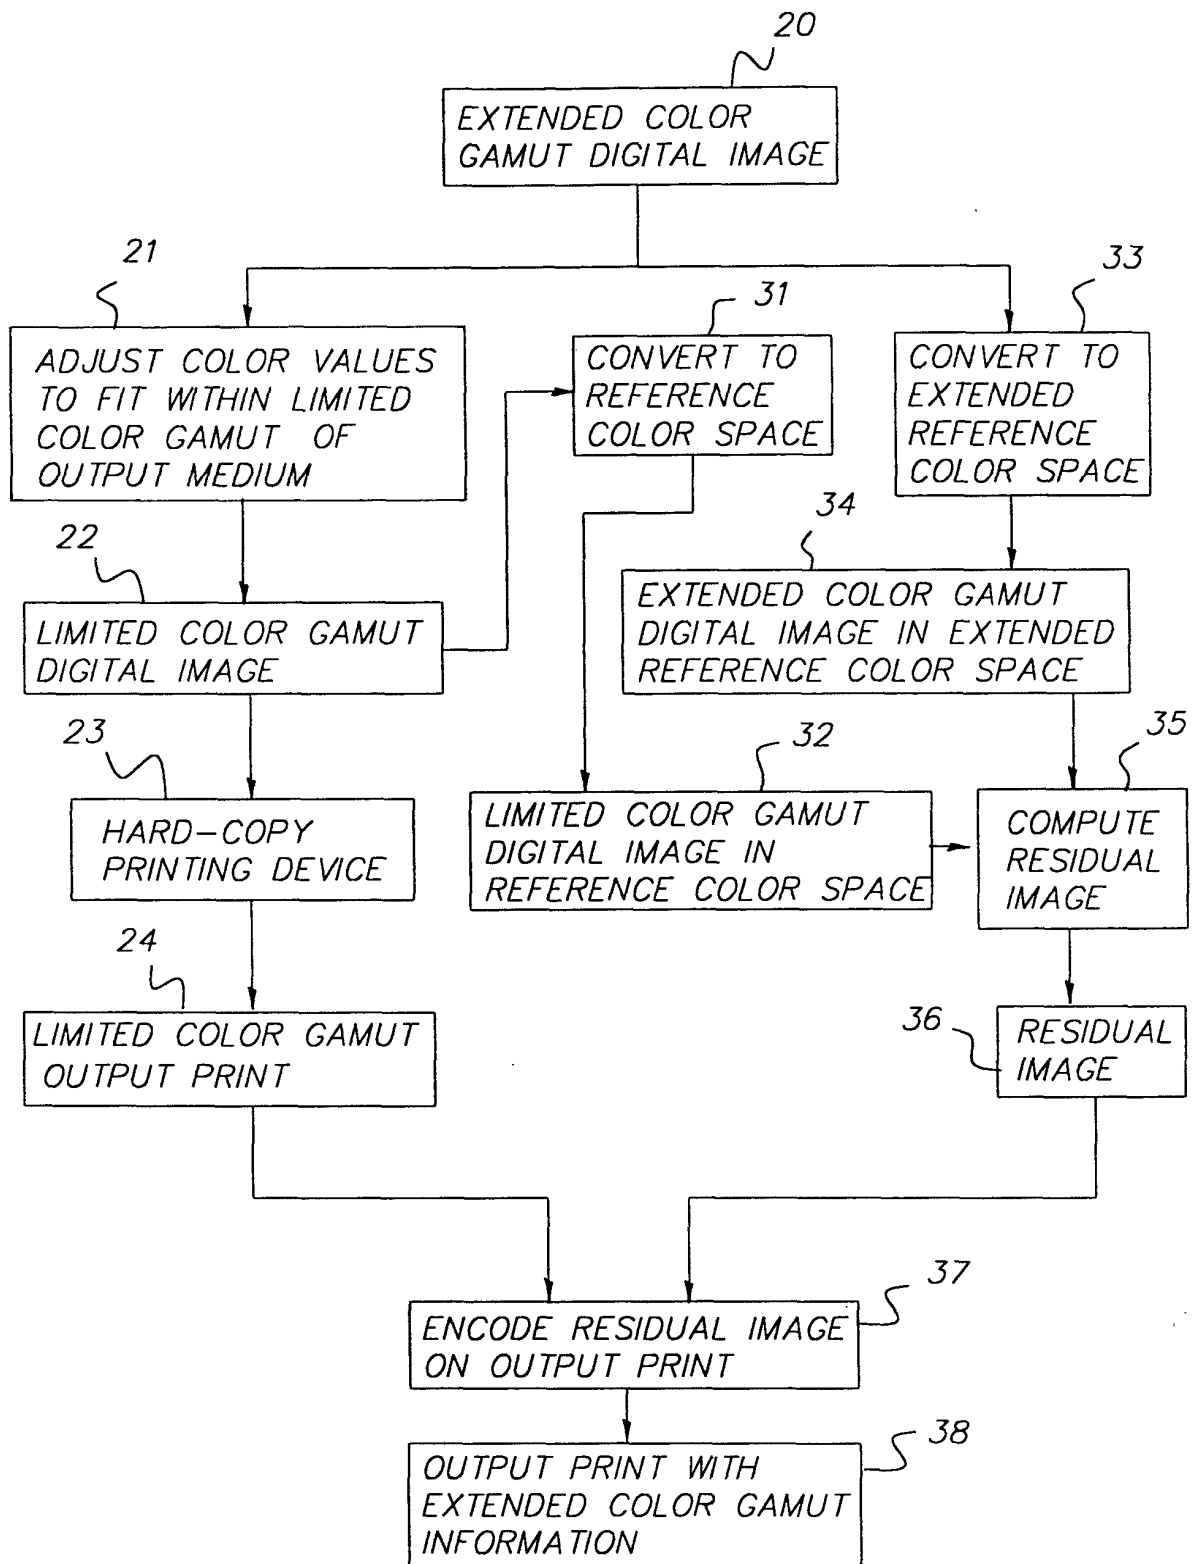 20
EXTENDED COLOR
GAMUT DIGITAL IMAGE
21
ADJUST COLOR VALUES
TO FIT WITHIN LIMITED
COLOR GAMUT OF
OUTPUT MEDIUM
31
CONVERT TO
REFERENCE
COLOR SPACE
33
CONVERT TO
EXTENDED
REFERENCE
COLOR SPACE
22
LIMITED COLOR GAMUT
DIGITAL IMAGE
34
EXTENDED COLOR GAMUT
DIGITAL IMAGE IN EXTENDED
REFERENCE COLOR SPACE
23
HARD-COPY
PRINTING DEVICE
32
LIMITED COLOR GAMUT
DIGITAL IMAGE IN
REFERENCE COLOR SPACE
35
COMPUTE
RESIDUAL
IMAGE
24
LIMITED COLOR GAMUT
OUTPUT PRINT
36
RESIDUAL
IMAGE
37
ENCODE RESIDUAL IMAGE
ON OUTPUT PRINT
38
OUTPUT PRINT WITH
EXTENDED COLOR GAMUT
INFORMATION